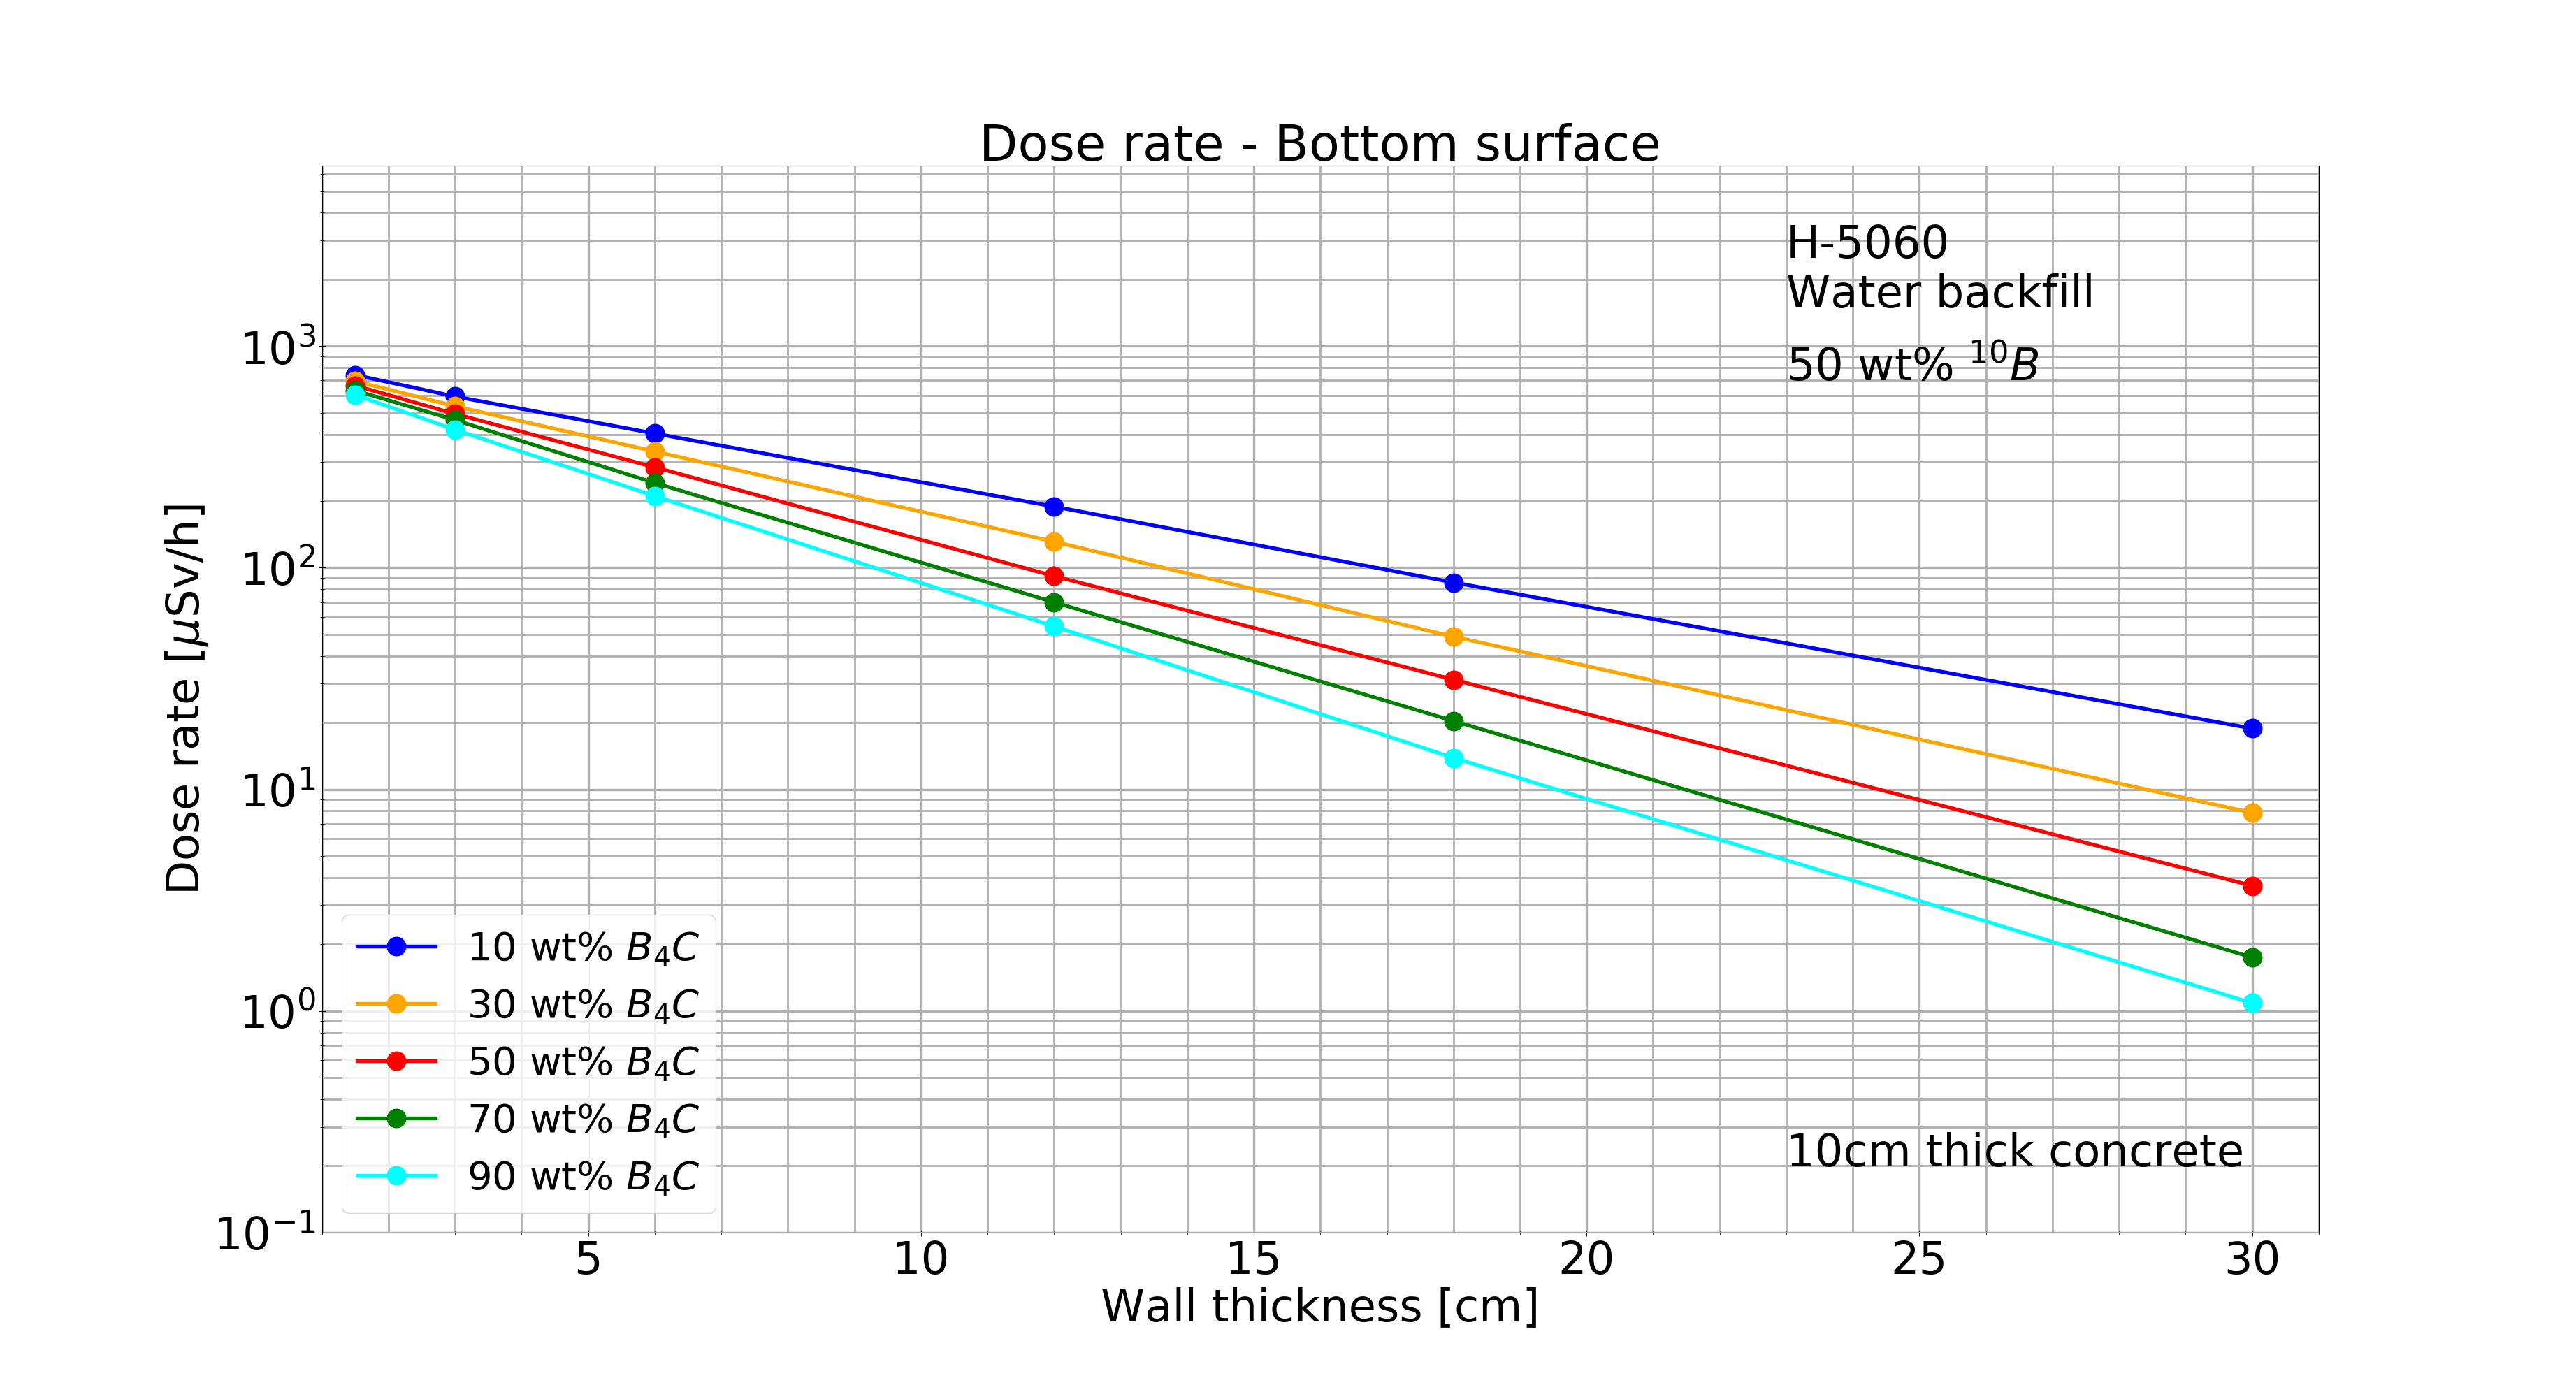 Dose rate - Bottom surface
H-5060
Water backfill
50 wt% ¹⁰B
10³
10²
10¹
10⁰
10⁻¹
Dose rate [μSv/h]
10 wt% B₄C
30 wt% B₄C
50 wt% B₄C
70 wt% B₄C
90 wt% B₄C
10cm thick concrete
5 10 15 20 25 30
Wall thickness [cm]